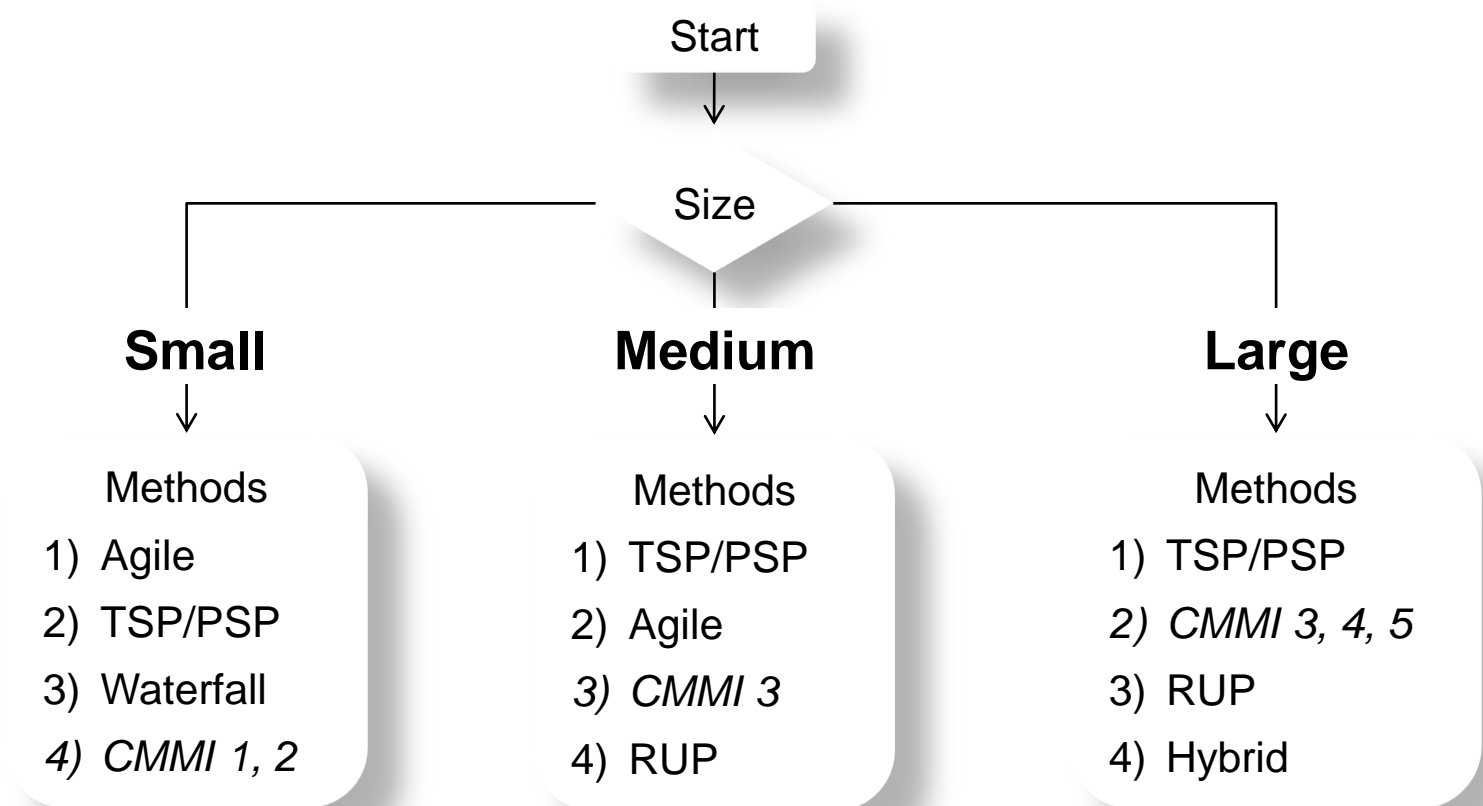 Start
Size
Small
Methods
1) Agile
2) TSP/PSP
3) Waterfall
4) CMMI 1, 2
Medium
Methods
1) TSP/PSP
2) Agile
3) CMMI 3
4) RUP
Large
Methods
1) TSP/PSP
2) CMMI 3, 4, 5
3) RUP
4) Hybrid